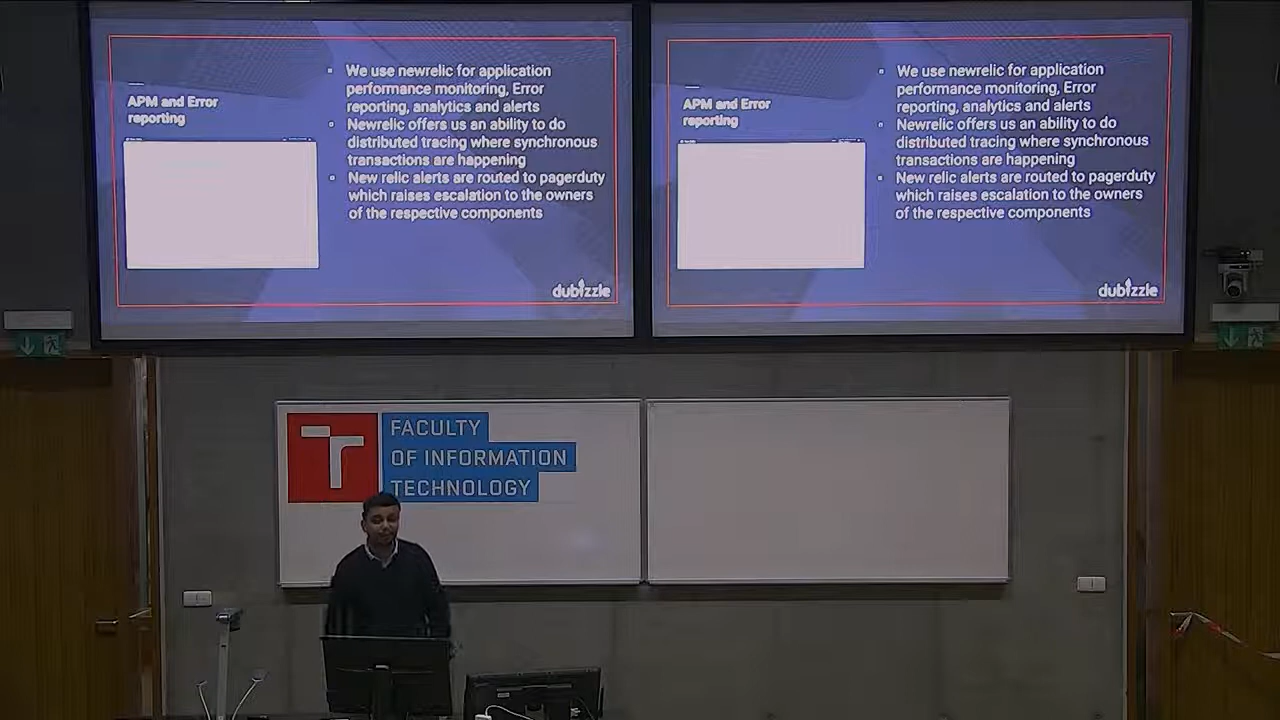 APM and Error
reporting
We use newrelic for application
performance monitoring, Error
reporting, analytics and alerts
Newrelic offers us an ability to do
distributed tracing where synchronous
transactions are happening
New relic alerts are routed to pagerduty
which raises escalation to the owners
of the respective components
dubizzle
APM and Error
reporting
We use newrelic for application
performance monitoring, Error
reporting, analytics and alerts
Newrelic offers us an ability to do
distributed tracing where synchronous
transactions are happening
New relic alerts are routed to pagerduty
which raises escalation to the owners
of the respective components
dubizzle
T
FACULTY
OF INFORMATION
TECHNOLOGY